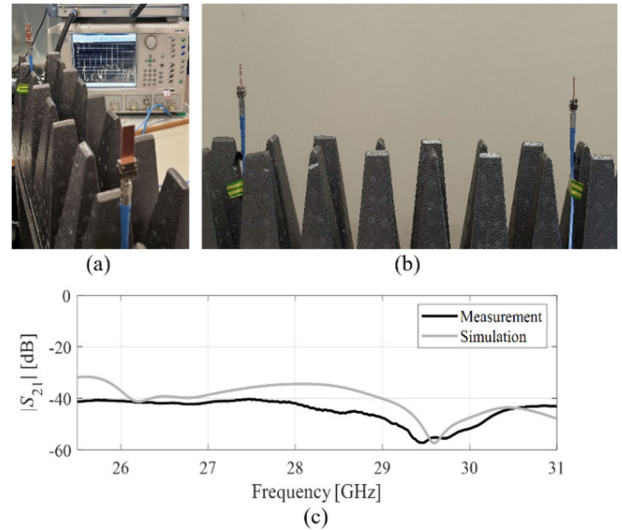 (a)
(b)
0
-20
-40
-60
|S21| [dB]
Measurement
Simulation
26
27
28
29
30
31
Frequency [GHz]
(c)